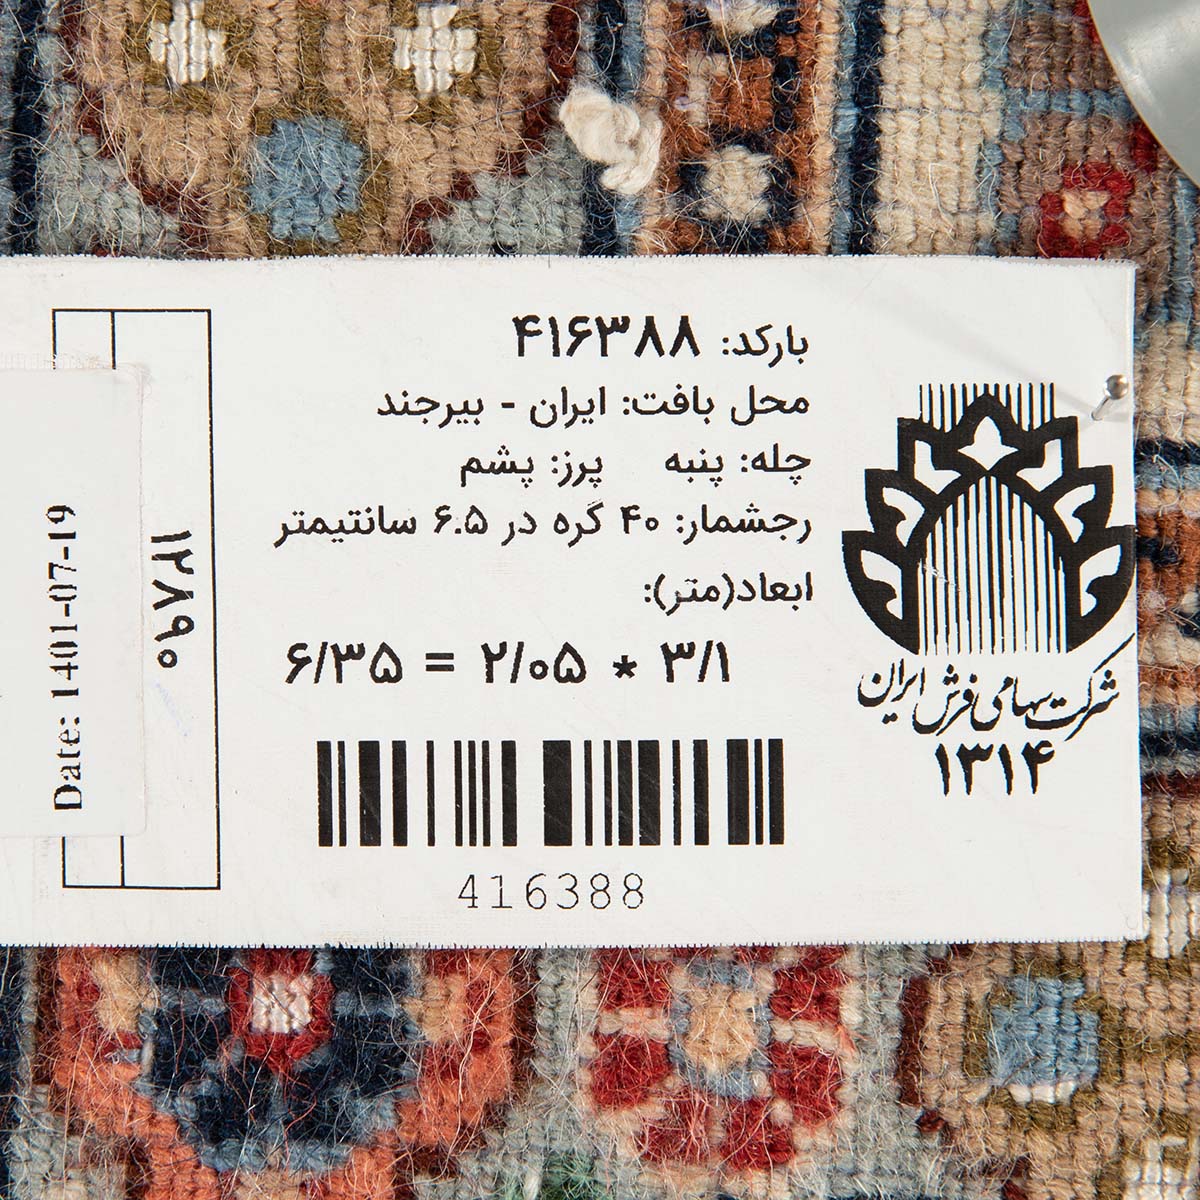 بارکد: ۴۱۶۳۸۸
محل بافت: ایران - بیرجند
چله: پنبه پرز: پشم
رجشمار: ۴۰ گره در ۶.۵ سانتیمتر
ابعاد(متر):
۳/۱ * ۲/۰۵ = ۶/۳۵
416388
شرکت سهامی فرش ایران
۱۳۱۴
۱۲۸۹۰
Date: 1401-07-19